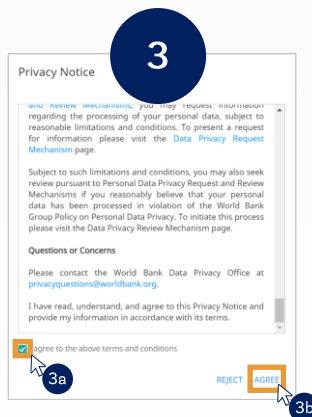 3
Privacy Notice
and Review Mechanisms, you may request information
regarding the processing of your personal data, subject to
reasonable limitations and conditions. To present a request
for information please visit the Data Privacy Request
Mechanism page.
Subject to such limitations and conditions, you may also seek
review pursuant to Personal Data Privacy Request and Review
Mechanisms if you reasonably believe that your personal
data has been processed in violation of the World Bank
Group Policy on Personal Data Privacy. To initiate this process
please visit the Data Privacy Review Mechanism page.
Questions or Concerns
Please contact the World Bank Data Privacy Office at
privacyquestions@worldbank.org.
I have read, understand, and agree to this Privacy Notice and
provide my information in accordance with its terms.
agree to the above terms and conditions
3a
REJECT AGREE
3b